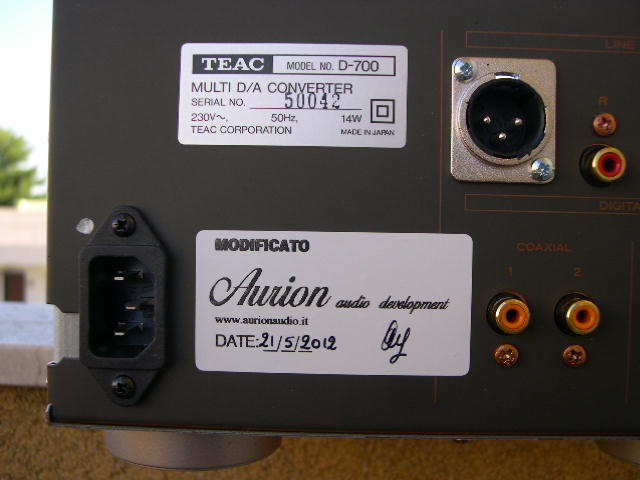 TEAC MODEL NO. D-700
MULTI D/A CONVERTER
SERIAL NO. 50042
230V~, 50Hz, 14W
TEAC CORPORATION MADE IN JAPAN
LINE
R
DIGITA
MODIFICATO
Aurion audio development
www.aurionaudio.it
DATE: 21/5/2012
COAXIAL
1 2